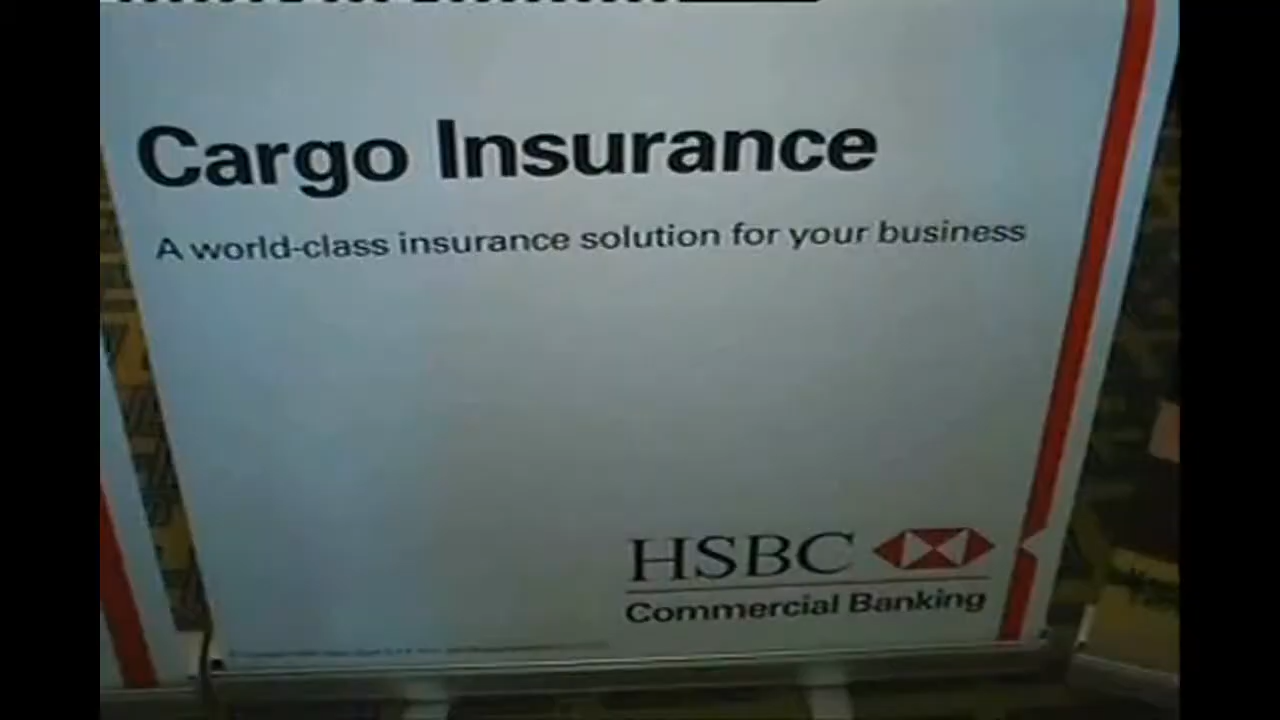 Cargo Insurance
A world-class insurance solution for your business
HSBC
Commercial Banking